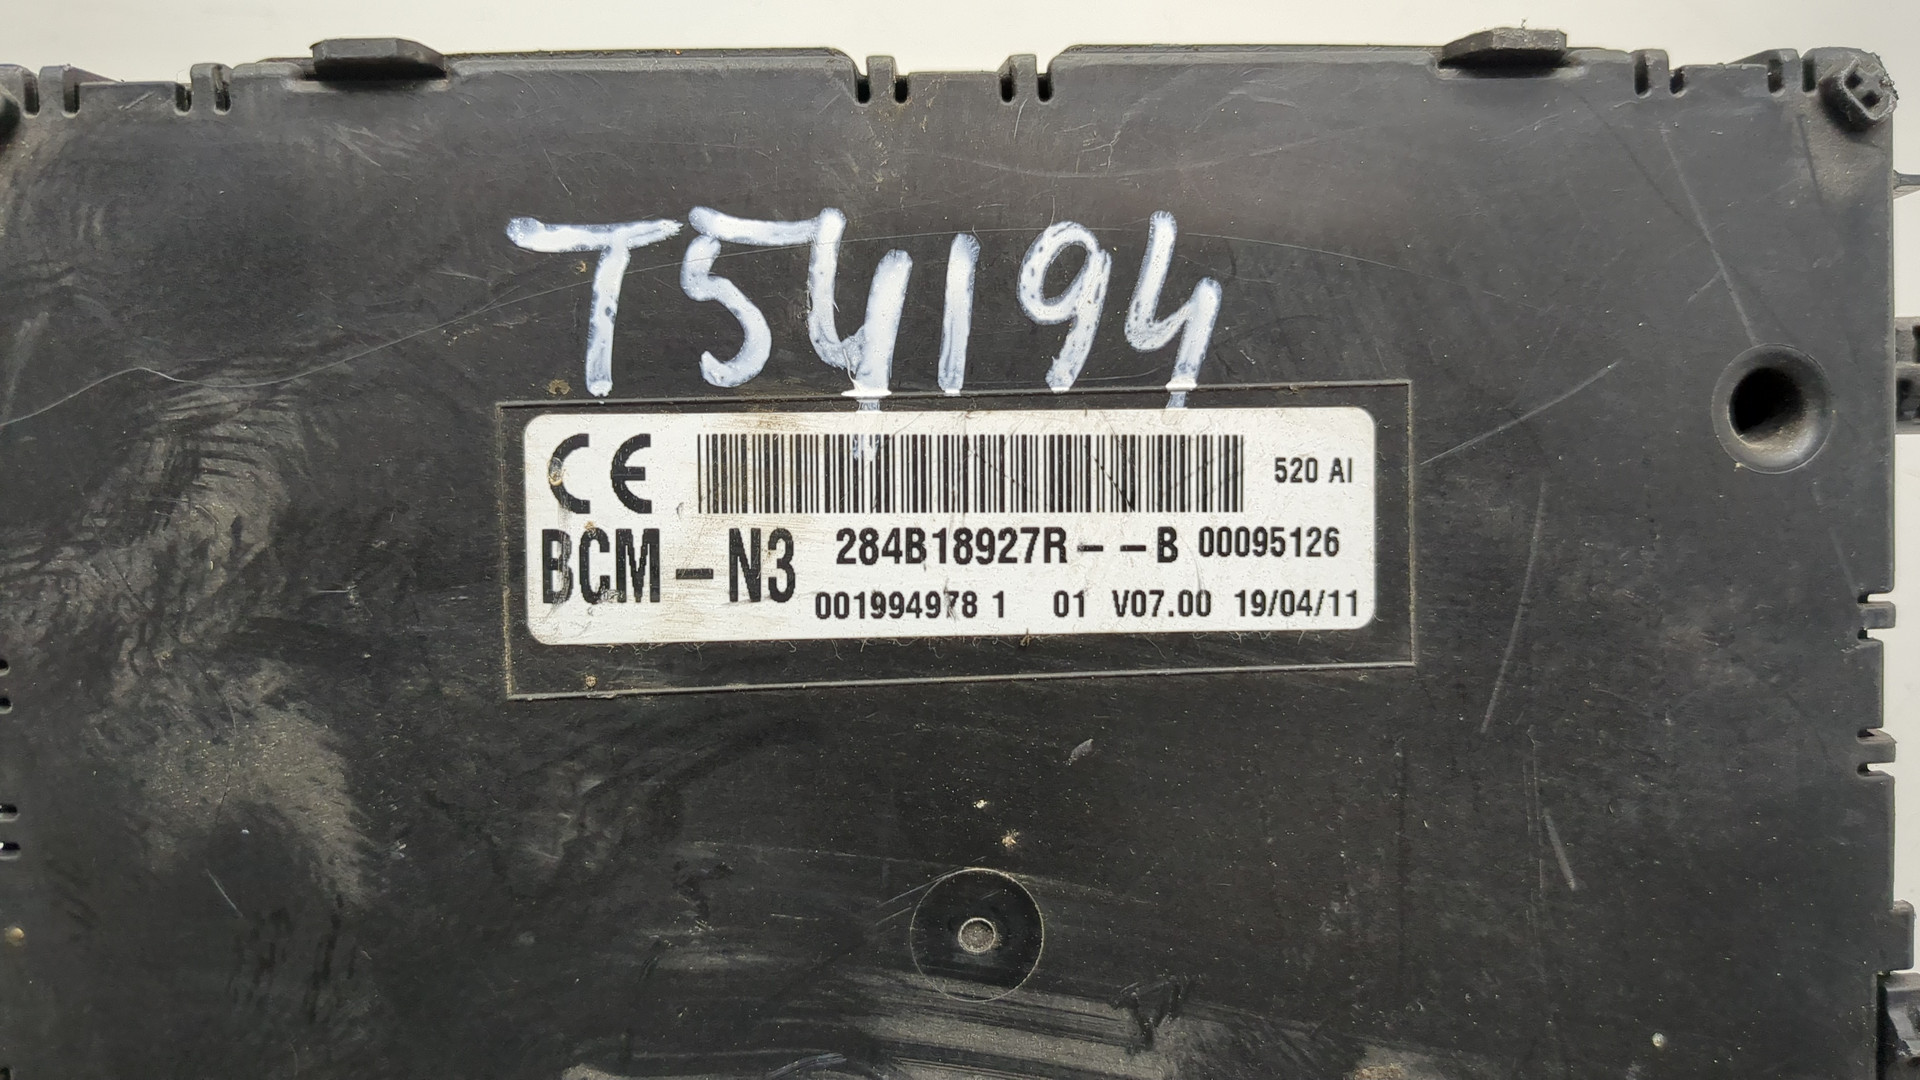 T54194
CE
520 AI
BCM-N3
284B18927R--B 00095126
001994978 1 01 V07.00 19/04/11